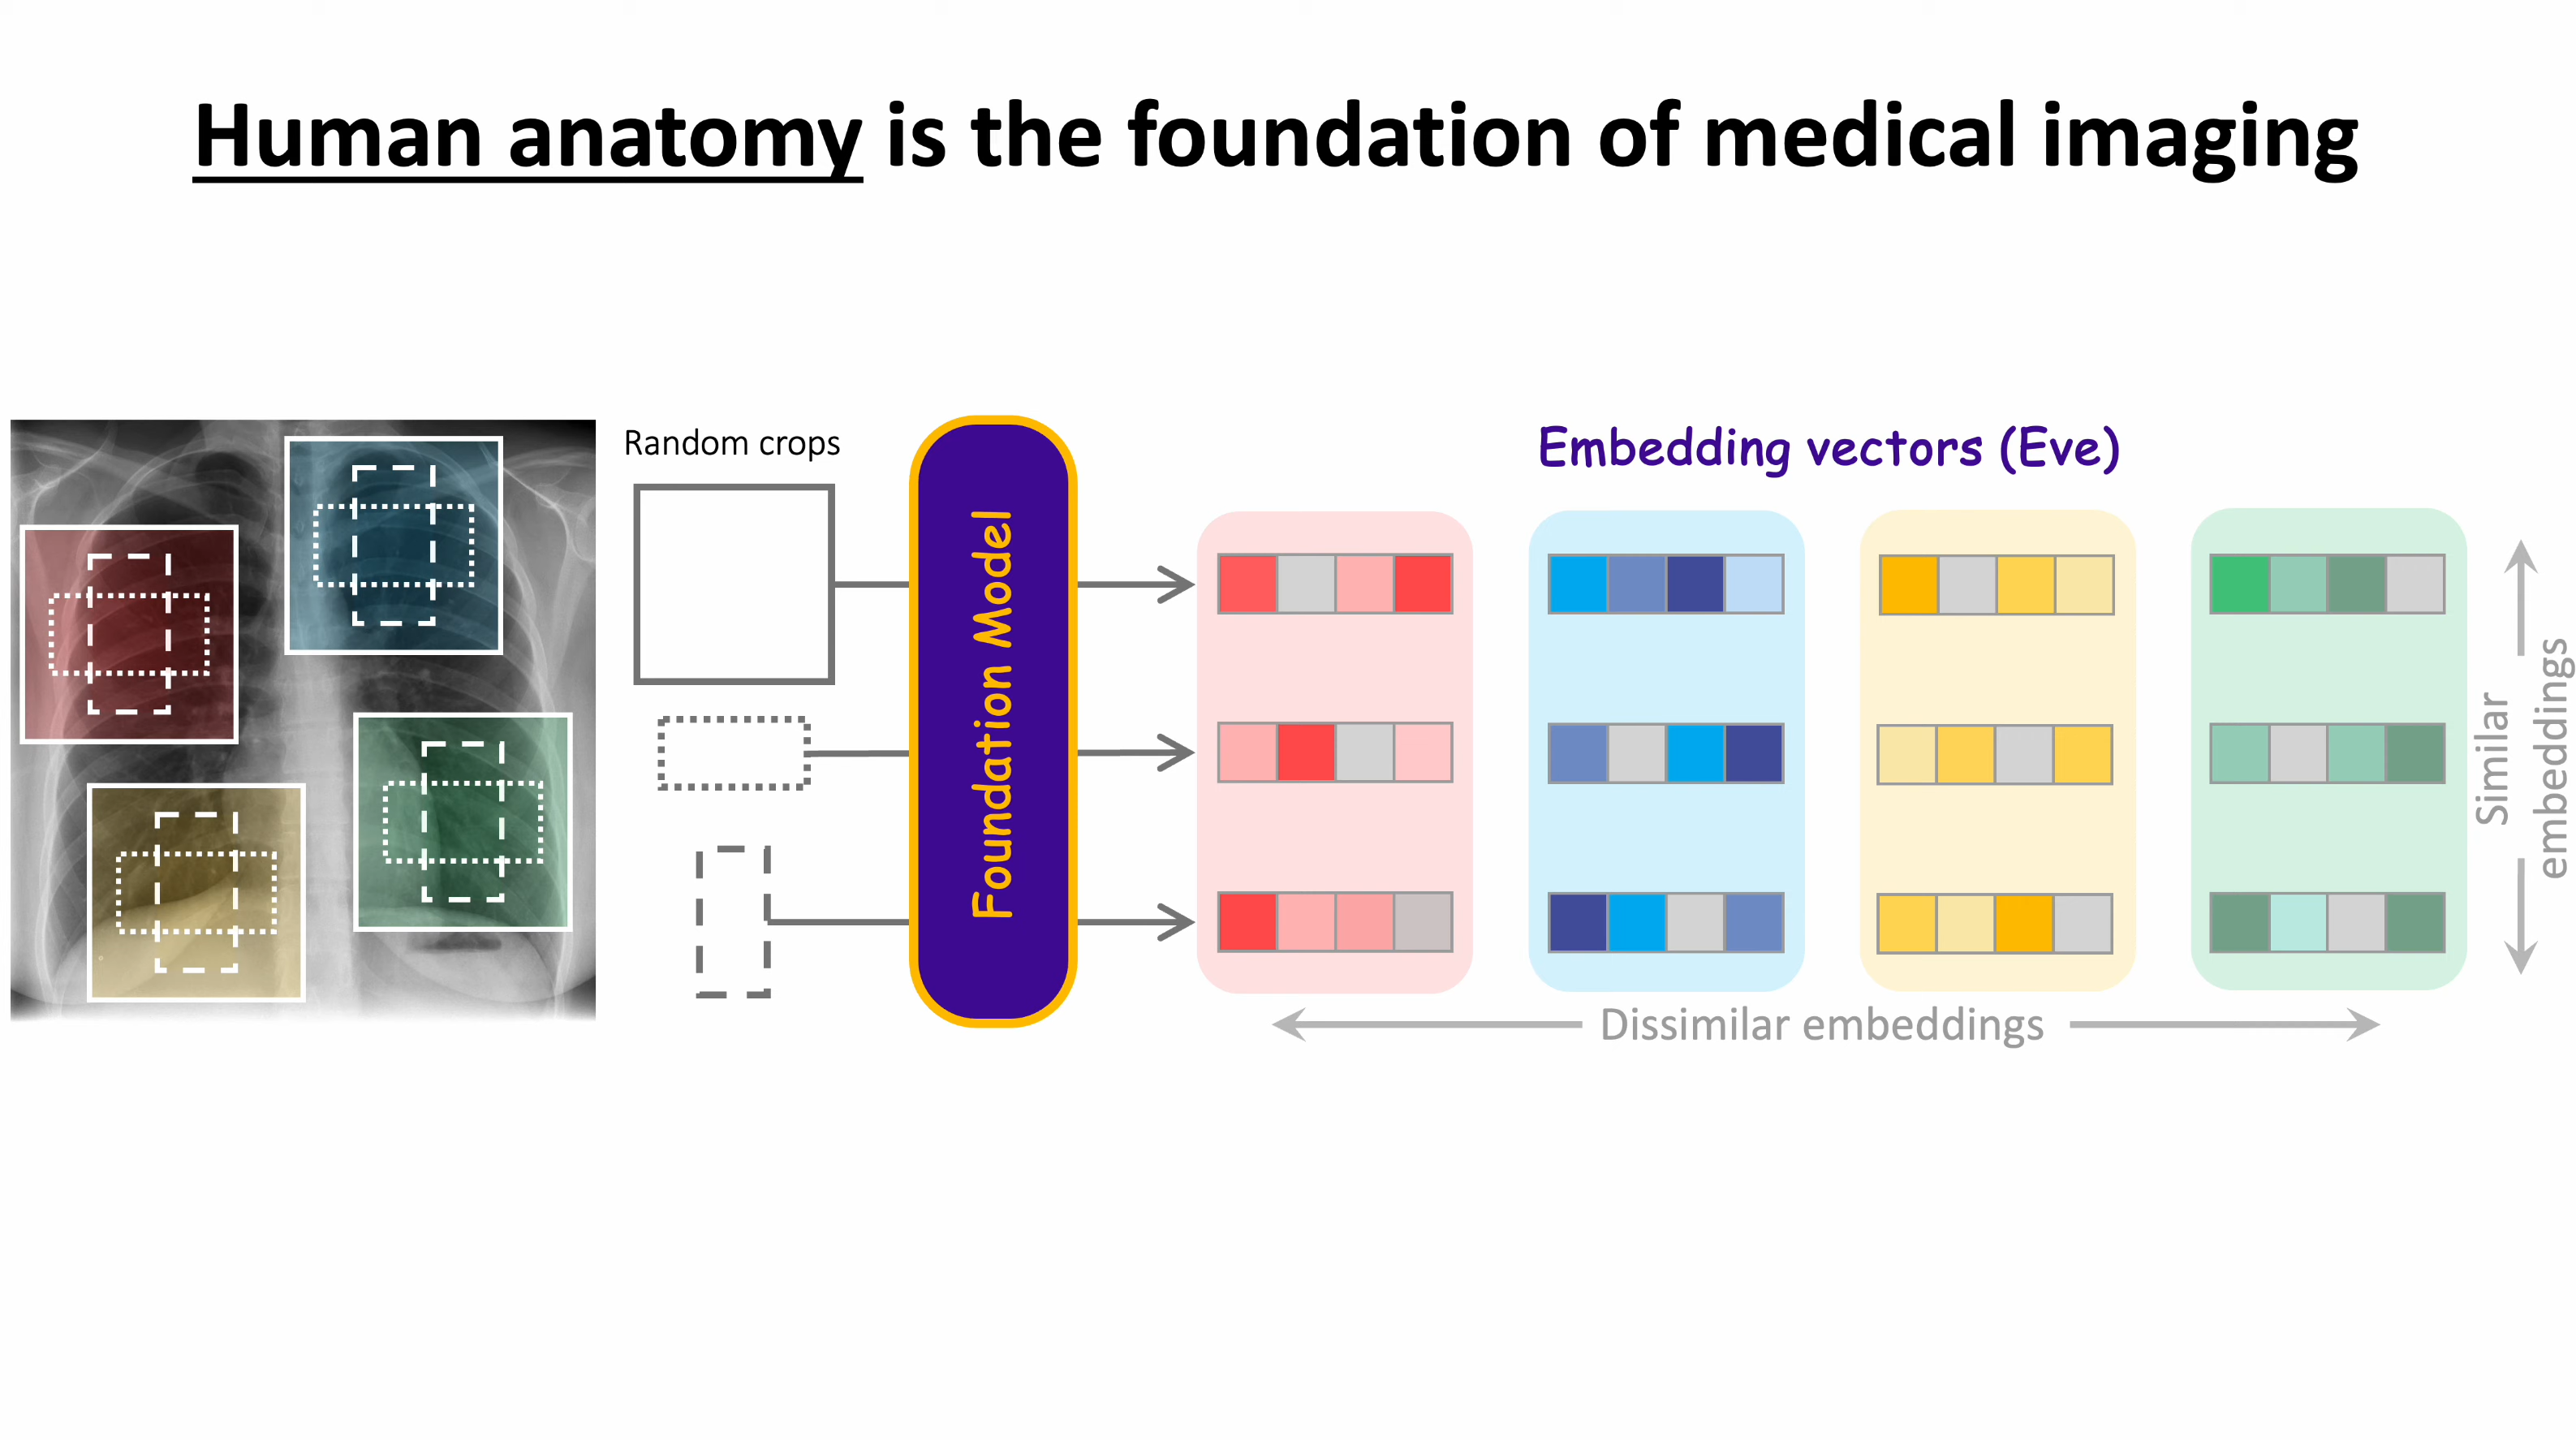 Human anatomy is the foundation of medical imaging
Random crops
Foundation Model
Embedding vectors (Eve)
Similar
embeddings
Dissimilar embeddings